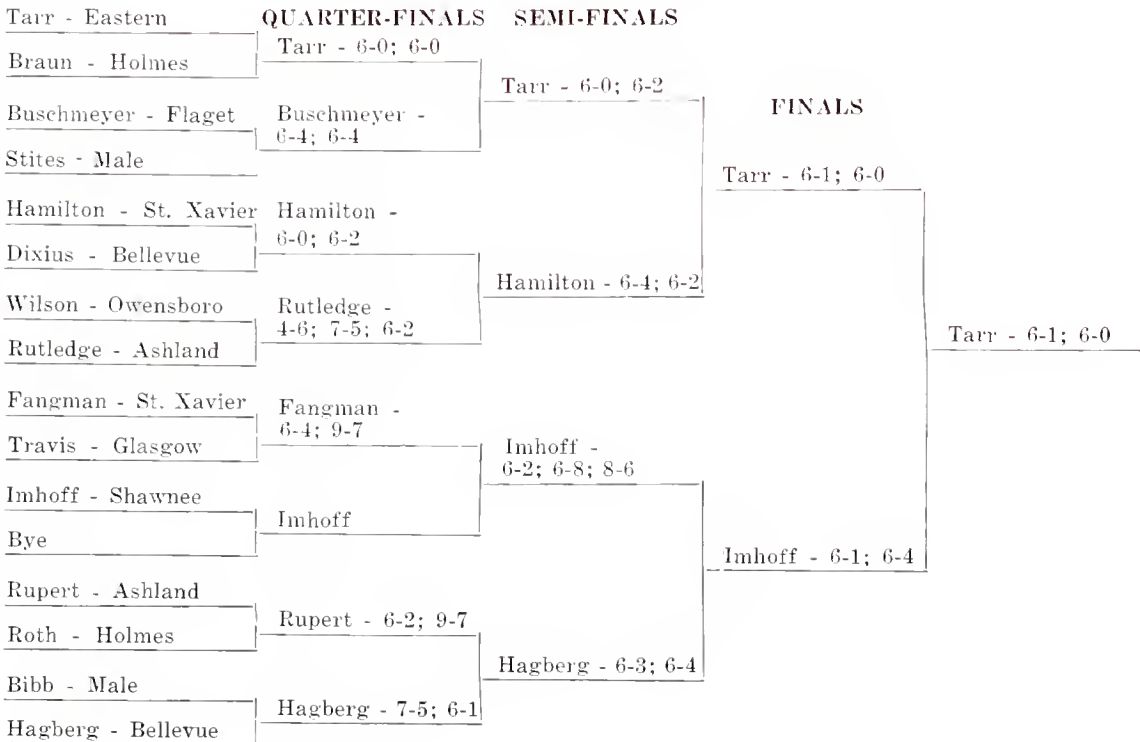 Tarr - Eastern
Braun - Holmes
Buschmeyer - Flaget
Stites - Male
Hamilton - St. Xavier
Dixius - Bellevue
Wilson - Owensboro
Rutledge - Ashland
Fangman - St. Xavier
Travis - Glasgow
Imhoff - Shawnee
Bye
Rupert - Ashland
Roth - Holmes
Bibb - Male
Hagberg - Bellevue
QUARTER-FINALS
Tarr - 6-0; 6-0
Buschmeyer -
6-4; 6-4
Hamilton -
6-0; 6-2
Rutledge -
4-6; 7-5; 6-2
Fangman -
6-4; 9-7
Imhoff
Rupert - 6-2; 9-7
Hagberg - 7-5; 6-1
SEMI-FINALS
Tarr - 6-0; 6-2
Hamilton - 6-4; 6-2
Imhoff -
6-2; 6-8; 8-6
Hagberg - 6-3; 6-4
FINALS
Tarr - 6-1; 6-0
Imhoff - 6-1; 6-4
Tarr - 6-1; 6-0